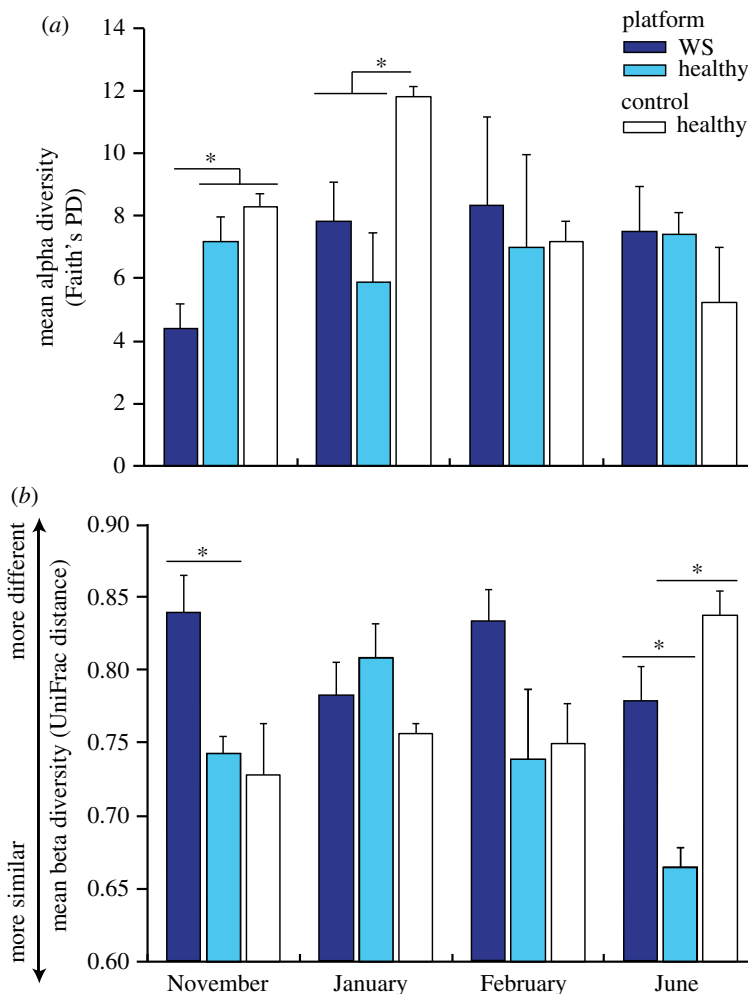 (a)
platform
WS
healthy
control
healthy
mean alpha diversity
(Faith's PD)
14
12
10
8
6
4
2
0
*
*
(b)
more different
more similar
mean beta diversity (UniFrac distance)
0.90
0.85
0.80
0.75
0.70
0.65
0.60
*
*
*
November January February June